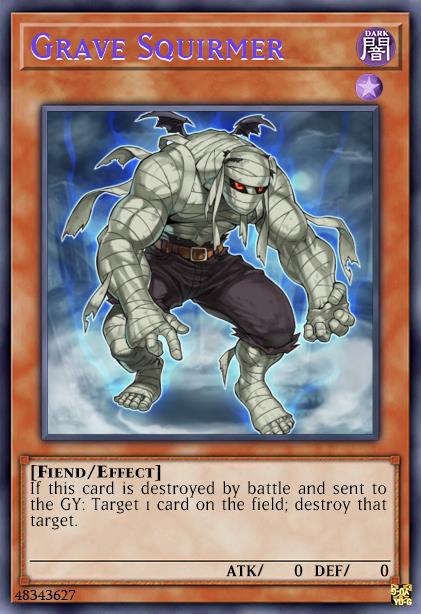 Grave Squirmer
DARK
闇
[Fiend/Effect]
If this card is destroyed by battle and sent to
the GY: Target 1 card on the field; destroy that
target.
ATK/ 0 DEF/ 0
48343627